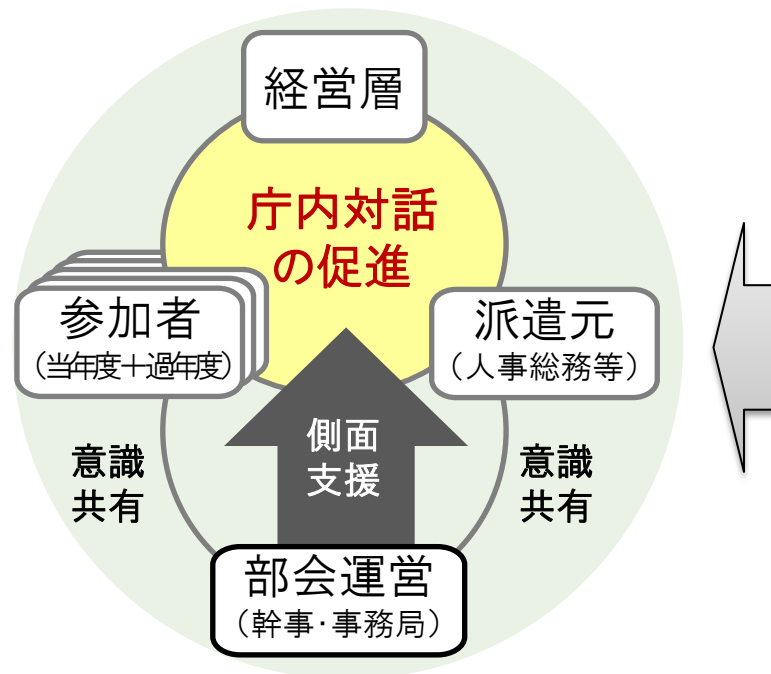 経営層
庁内対話
の促進
参加者
（当年度＋過年度）
派遣元
（人事総務等）
側面
支援
意識
共有
意識
共有
部会運営
（幹事･事務局）